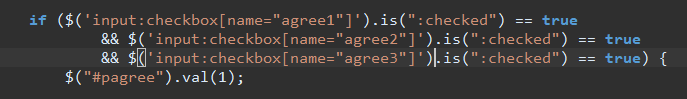 if ($('input:checkbox[name="agree1"]').is(":checked") == true
&& $('input:checkbox[name="agree2"]').is(":checked") == true
&& $('input:checkbox[name="agree3"]').is(":checked") == true) {
$("#pagree").val(1);